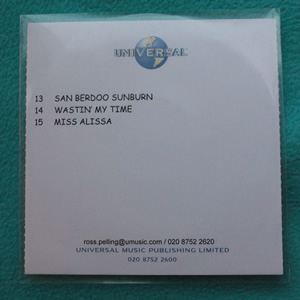 UNIVERSAL
13 SAN BERDOO SUNBURN
14 WASTIN' MY TIME
15 MISS ALISSA
ross.pelling@umusic.com / 020 8752 2620
UNIVERSAL MUSIC PUBLISHING LIMITED
020 8752 2600